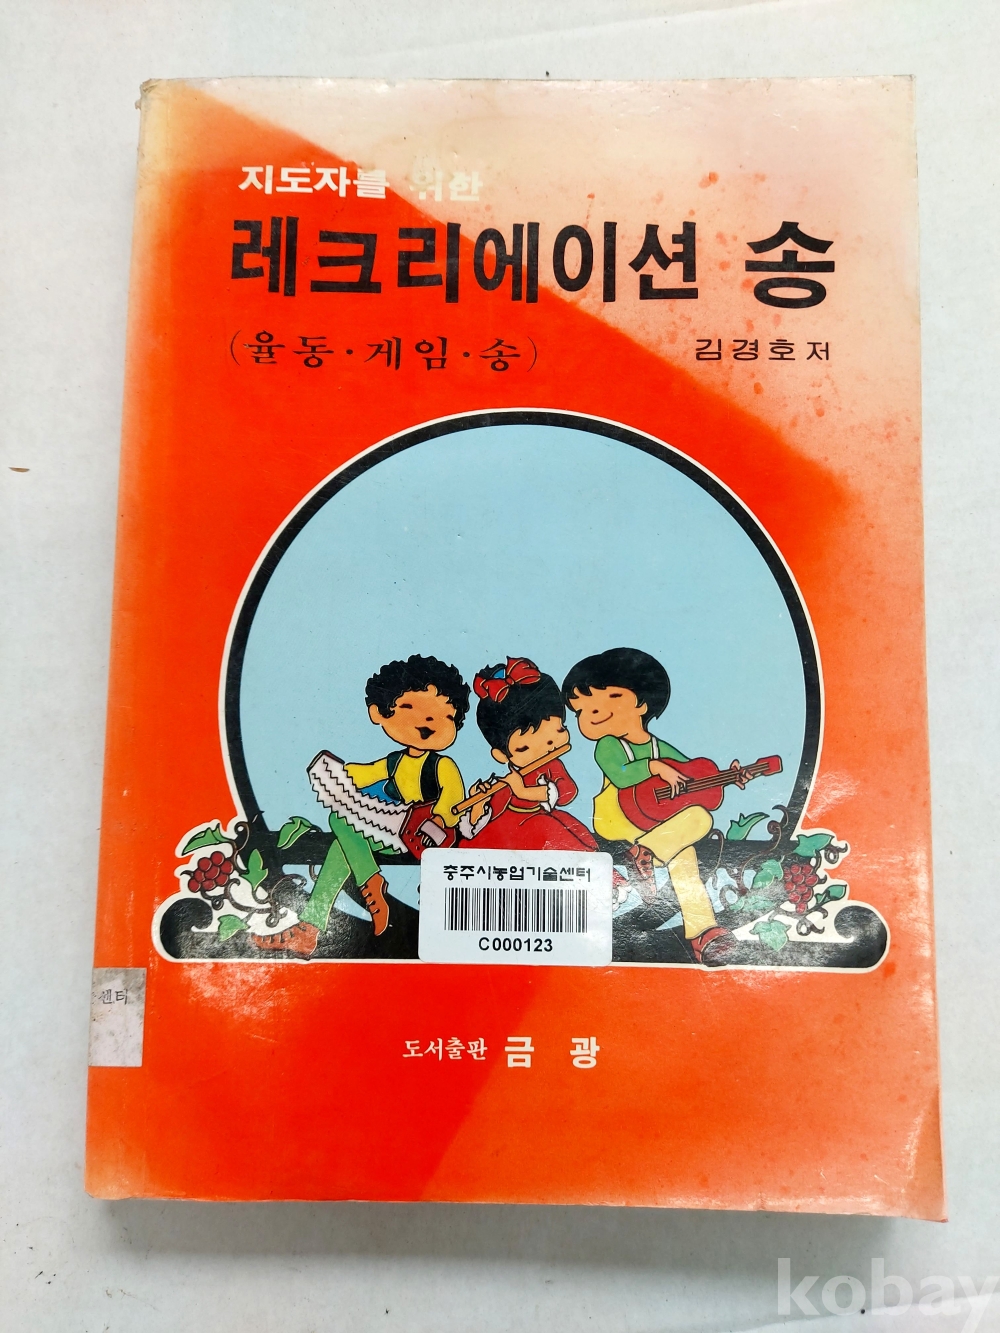 지도자를 위한
레크리에이션 송
(율동·게임·송)
김경호 저
충주시농업기술센터
C000123
센터
도서출판 금 광
kobay